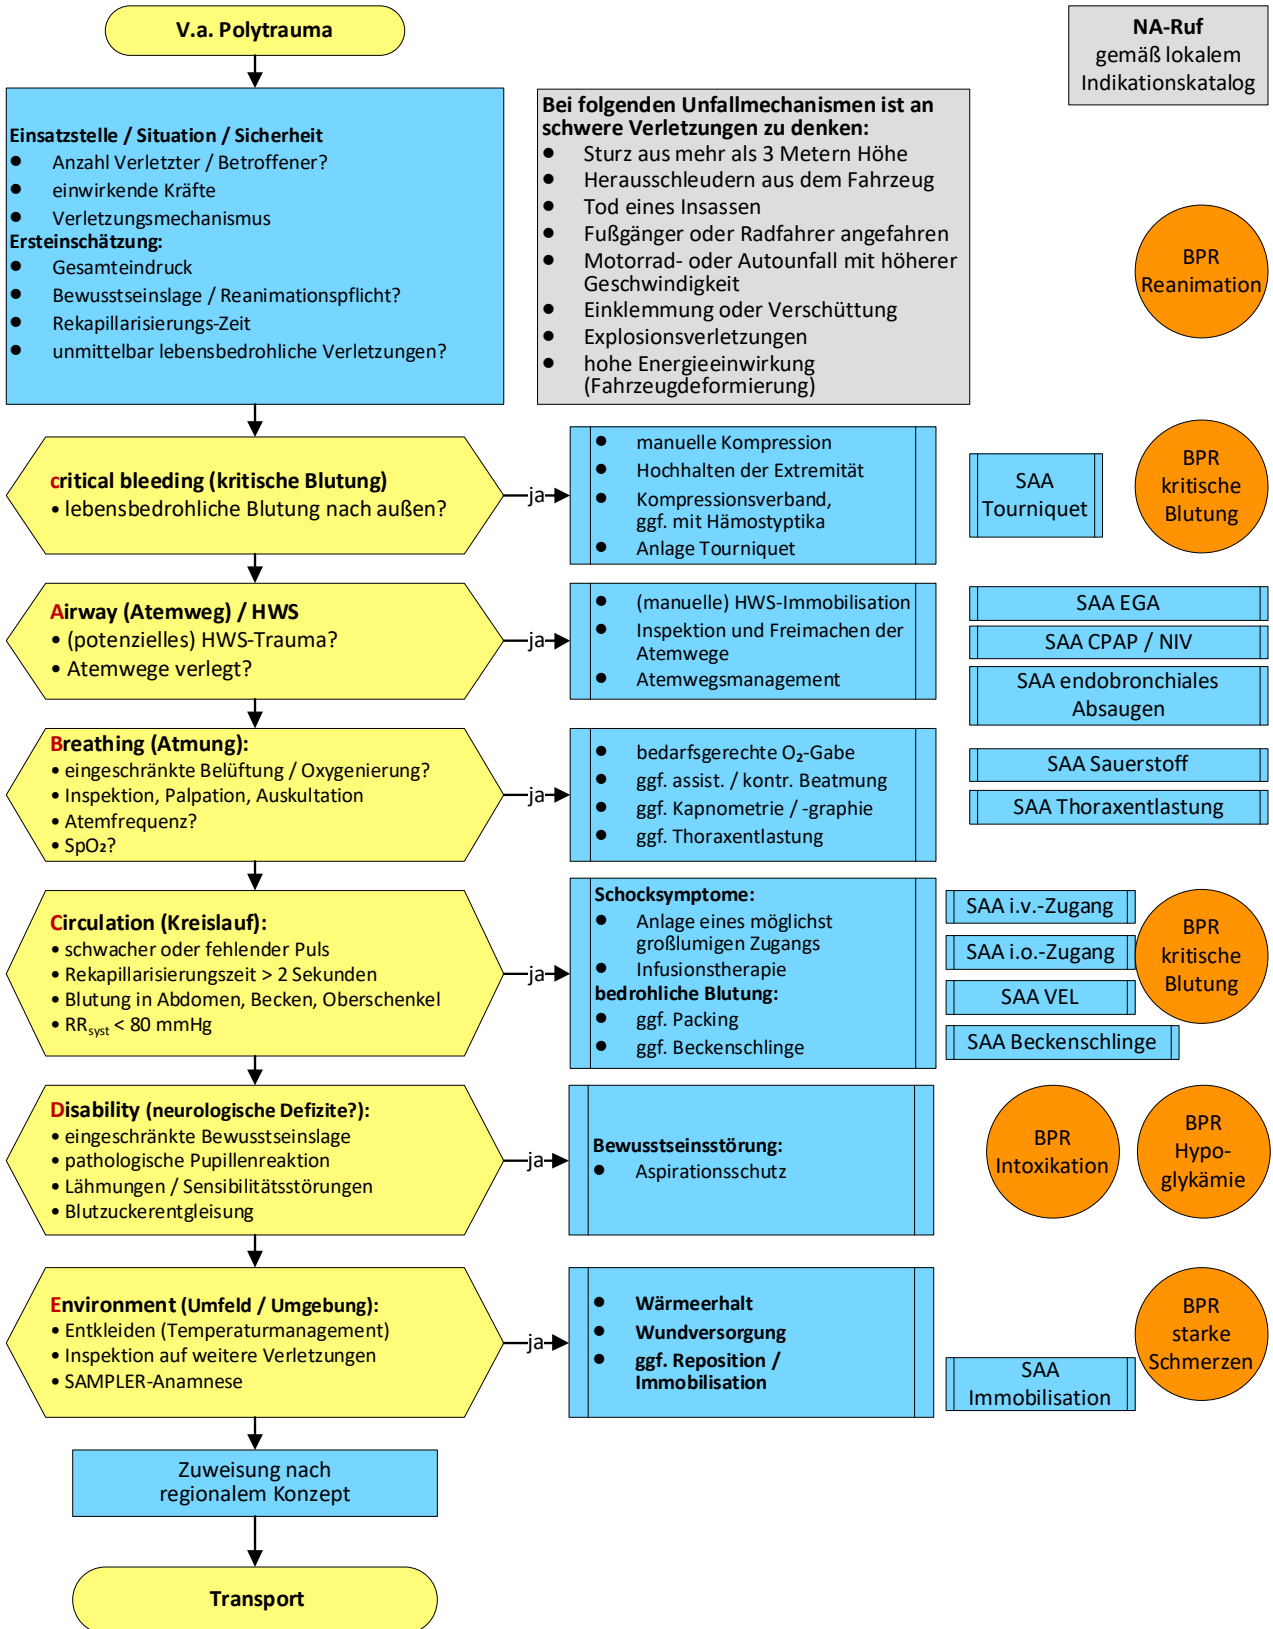 V.a. Polytrauma
NA-Ruf
gemäß lokalem
Indikationskatalog
Einsatzstelle / Situation / Sicherheit
● Anzahl Verletzter / Betroffener?
● einwirkende Kräfte
● Verletzungsmechanismus
Ersteinschätzung:
● Gesamteindruck
● Bewusstseinslage / Reanimationspflicht?
● Rekapillarisierungs-Zeit
● unmittelbar lebensbedrohliche Verletzungen?
Bei folgenden Unfallmechanismen ist an
schwere Verletzungen zu denken:
● Sturz aus mehr als 3 Metern Höhe
● Herausschleudern aus dem Fahrzeug
● Tod eines Insassen
● Fußgänger oder Radfahrer angefahren
● Motorrad- oder Autounfall mit höherer
Geschwindigkeit
● Einklemmung oder Verschüttung
● Explosionsverletzungen
● hohe Energieeinwirkung
(Fahrzeugdeformierung)
BPR
Reanimation
critical bleeding (kritische Blutung)
• lebensbedrohliche Blutung nach außen?
ja
● manuelle Kompression
● Hochhalten der Extremität
● Kompressionsverband,
ggf. mit Hämostyptika
● Anlage Tourniquet
SAA
Tourniquet
BPR
kritische
Blutung
Airway (Atemweg) / HWS
• (potenzielles) HWS-Trauma?
• Atemwege verlegt?
ja
● (manuelle) HWS-Immobilisation
● Inspektion und Freimachen der
Atemwege
● Atemwegsmanagement
SAA EGA
SAA CPAP / NIV
SAA endobronchiales
Absaugen
Breathing (Atmung):
• eingeschränkte Belüftung / Oxygenierung?
• Inspektion, Palpation, Auskultation
• Atemfrequenz?
• SpO₂?
ja
● bedarfsgerechte O₂-Gabe
● ggf. assist. / kontr. Beatmung
● ggf. Kapnometrie / -graphie
● ggf. Thoraxentlastung
SAA Sauerstoff
SAA Thoraxentlastung
Circulation (Kreislauf):
• schwacher oder fehlender Puls
• Rekapillarisierungszeit > 2 Sekunden
• Blutung in Abdomen, Becken, Oberschenkel
• RRsyst < 80 mmHg
ja
Schocksymptome:
● Anlage eines möglichst
großlumigen Zugangs
● Infusionstherapie
bedrohliche Blutung:
● ggf. Packing
● ggf. Beckenschlinge
SAA i.v.-Zugang
SAA i.o.-Zugang
SAA VEL
SAA Beckenschlinge
BPR
kritische
Blutung
Disability (neurologische Defizite?):
• eingeschränkte Bewusstseinslage
• pathologische Pupillenreaktion
• Lähmungen / Sensibilitätsstörungen
• Blutzuckerentgleisung
ja
Bewusstseinsstörung:
● Aspirationsschutz
BPR
Intoxikation
BPR
Hypo-
glykämie
Environment (Umfeld / Umgebung):
• Entkleiden (Temperaturmanagement)
• Inspektion auf weitere Verletzungen
• SAMPLER-Anamnese
ja
● Wärmeerhalt
● Wundversorgung
● ggf. Reposition /
Immobilisation
SAA
Immobilisation
BPR
starke
Schmerzen
Zuweisung nach
regionalem Konzept
Transport